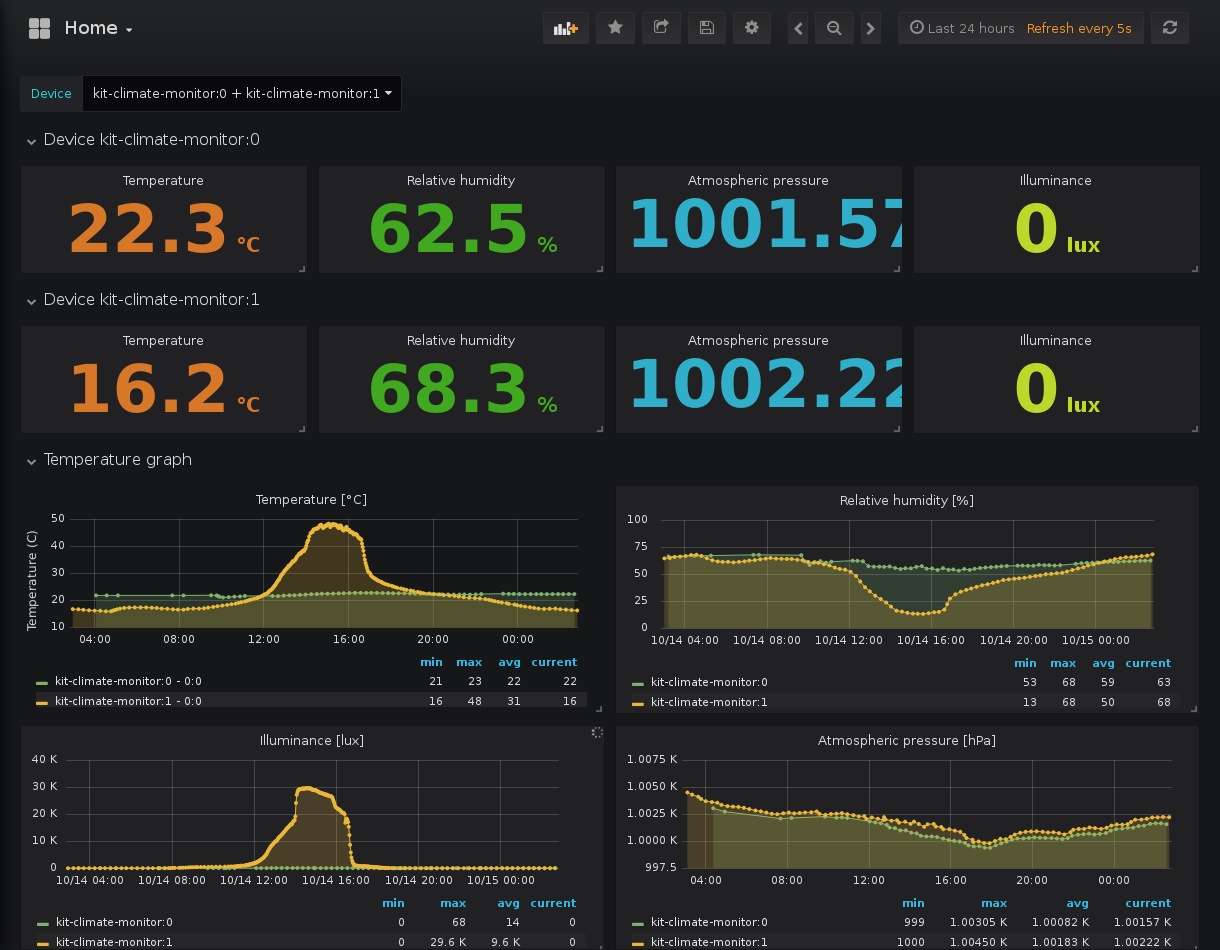 Home
Last 24 hours Refresh every 5s
Device kit-climate-monitor:0 + kit-climate-monitor:1
Device kit-climate-monitor:0
Temperature Relative humidity Atmospheric pressure Illuminance
22.3 °C 62.5 % 1001.57 0 lux
Device kit-climate-monitor:1
Temperature Relative humidity Atmospheric pressure Illuminance
16.2 °C 68.3 % 1002.22 0 lux
Temperature graph
Temperature [°C]
Temperature (C)
50
40
30
20
10
04:00 08:00 12:00 16:00 20:00 00:00
min max avg current
kit-climate-monitor:0 - 0:0 21 23 22 22
kit-climate-monitor:1 - 0:0 16 48 31 16
Relative humidity [%]
100
75
50
25
0
10/14 04:00 10/14 08:00 10/14 12:00 10/14 16:00 10/14 20:00 10/15 00:00
min max avg current
kit-climate-monitor:0 53 68 59 63
kit-climate-monitor:1 13 68 50 68
Illuminance [lux]
40 K
30 K
20 K
10 K
0
10/14 04:00 10/14 08:00 10/14 12:00 10/14 16:00 10/14 20:00 10/15 00:00
min max avg current
kit-climate-monitor:0 0 68 14 0
kit-climate-monitor:1 0 29.6 K 9.6 K 0
Atmospheric pressure [hPa]
1.0075 K
1.0050 K
1.0025 K
1.0000 K
997.5
04:00 08:00 12:00 16:00 20:00 00:00
min max avg current
kit-climate-monitor:0 999 1.00305 K 1.00082 K 1.00157 K
kit-climate-monitor:1 1000 1.00450 K 1.00183 K 1.00222 K